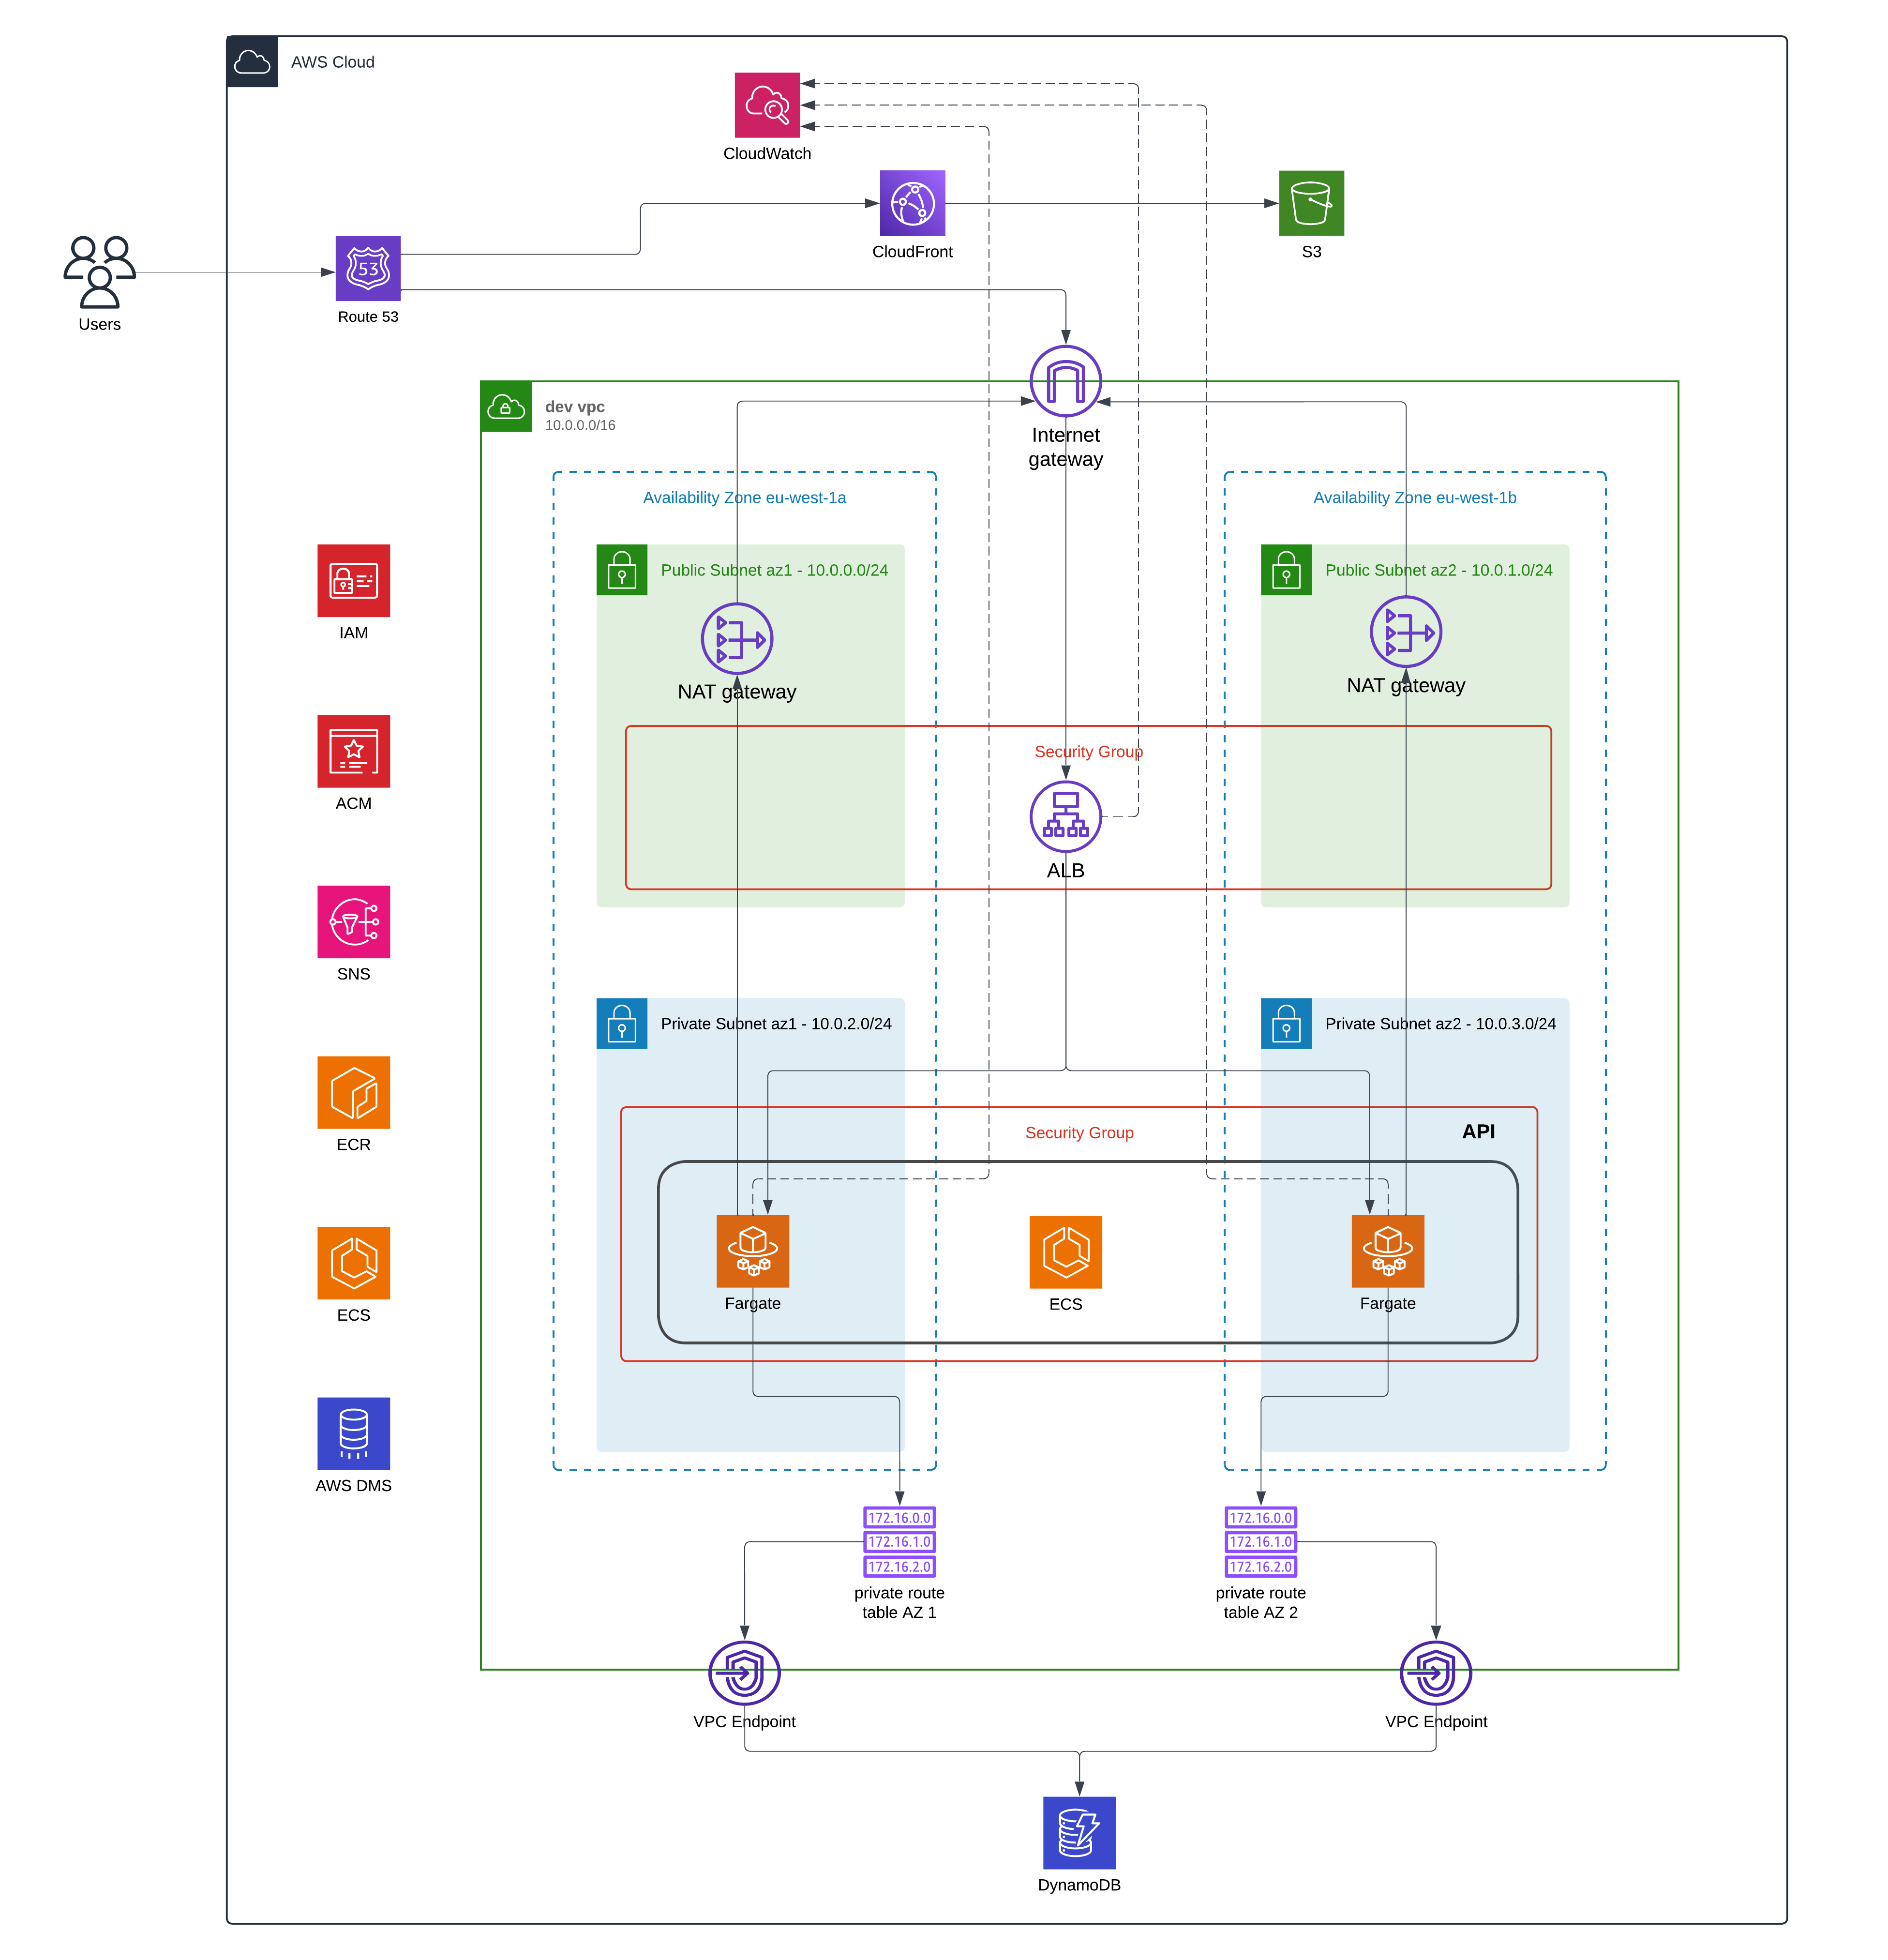 AWS Cloud
CloudWatch
CloudFront
S3
53
Route 53
Users
dev vpc
10.0.0.0/16
Internet
gateway
Availability Zone eu-west-1a
Availability Zone eu-west-1b
Public Subnet az1 - 10.0.0.0/24
Public Subnet az2 - 10.0.1.0/24
IAM
NAT gateway
NAT gateway
Security Group
ACM
ALB
SNS
Private Subnet az1 - 10.0.2.0/24
Private Subnet az2 - 10.0.3.0/24
Security Group
API
ECR
Fargate
ECS
Fargate
ECS
AWS DMS
172.16.0.0
172.16.1.0
172.16.2.0
private route
table AZ 1
172.16.0.0
172.16.1.0
172.16.2.0
private route
table AZ 2
VPC Endpoint
VPC Endpoint
DynamoDB